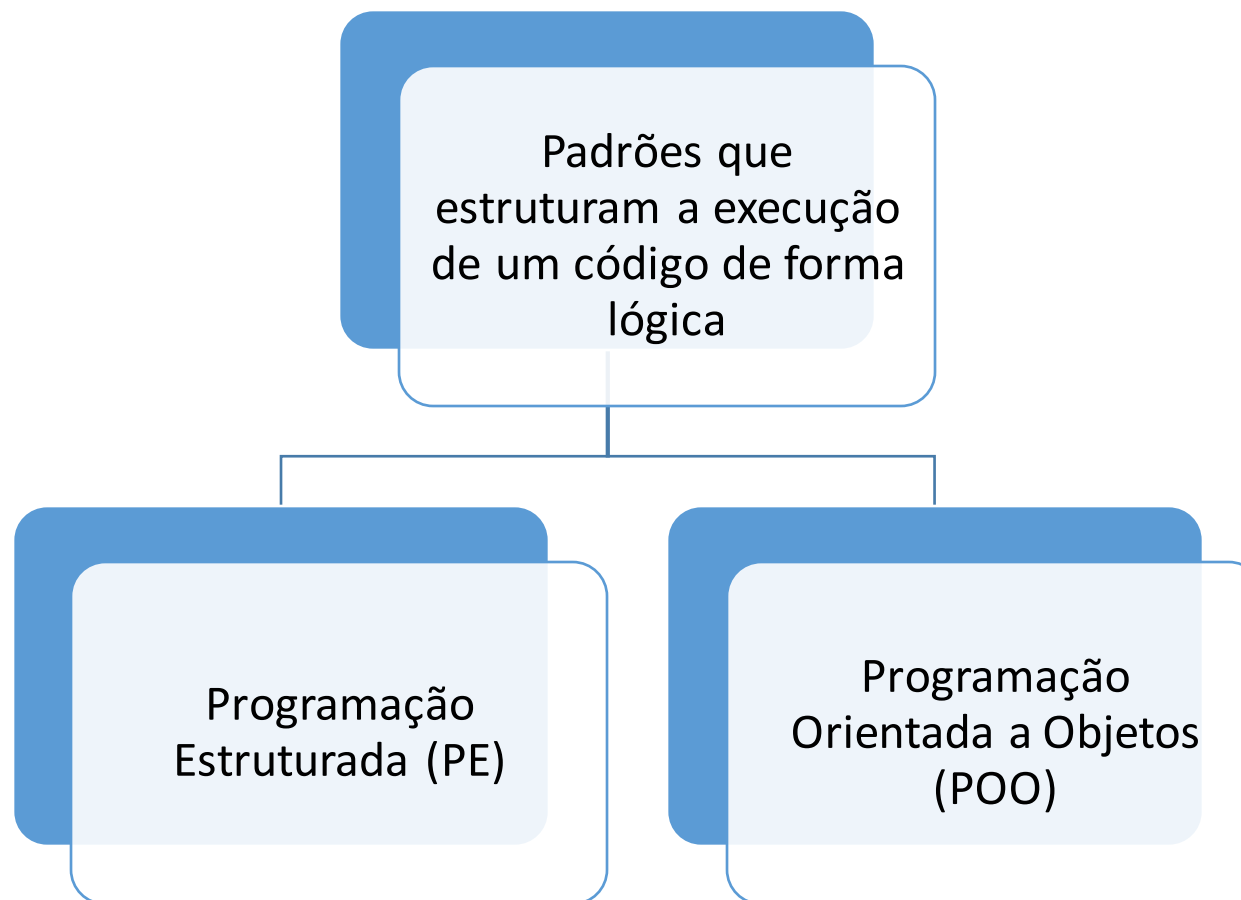 Padrões que
estruturam a execução
de um código de forma
lógica
Programação
Estruturada (PE)
Programação
Orientada a Objetos
(POO)